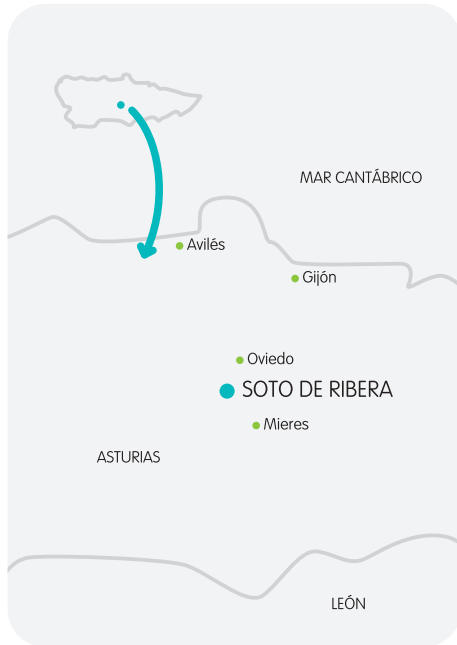 MAR CANTÁBRICO
Avilés
Gijón
Oviedo
SOTO DE RIBERA
Mieres
ASTURIAS
LEÓN